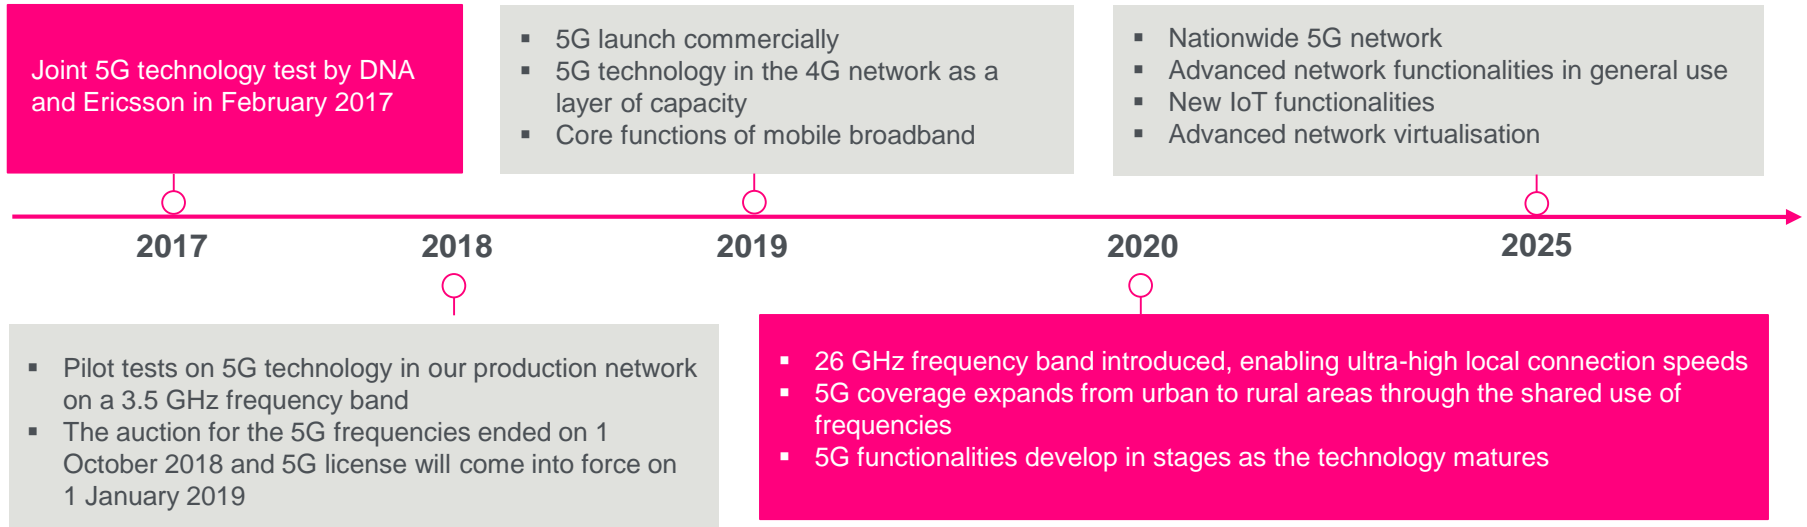 Joint 5G technology test by DNA
and Ericsson in February 2017
▪ 5G launch commercially
▪ 5G technology in the 4G network as a
layer of capacity
▪ Core functions of mobile broadband
▪ Nationwide 5G network
▪ Advanced network functionalities in general use
▪ New IoT functionalities
▪ Advanced network virtualisation
2017
2018
2019
2020
2025
▪ Pilot tests on 5G technology in our production network
on a 3.5 GHz frequency band
▪ The auction for the 5G frequencies ended on 1
October 2018 and 5G license will come into force on
1 January 2019
▪ 26 GHz frequency band introduced, enabling ultra-high local connection speeds
▪ 5G coverage expands from urban to rural areas through the shared use of
frequencies
▪ 5G functionalities develop in stages as the technology matures